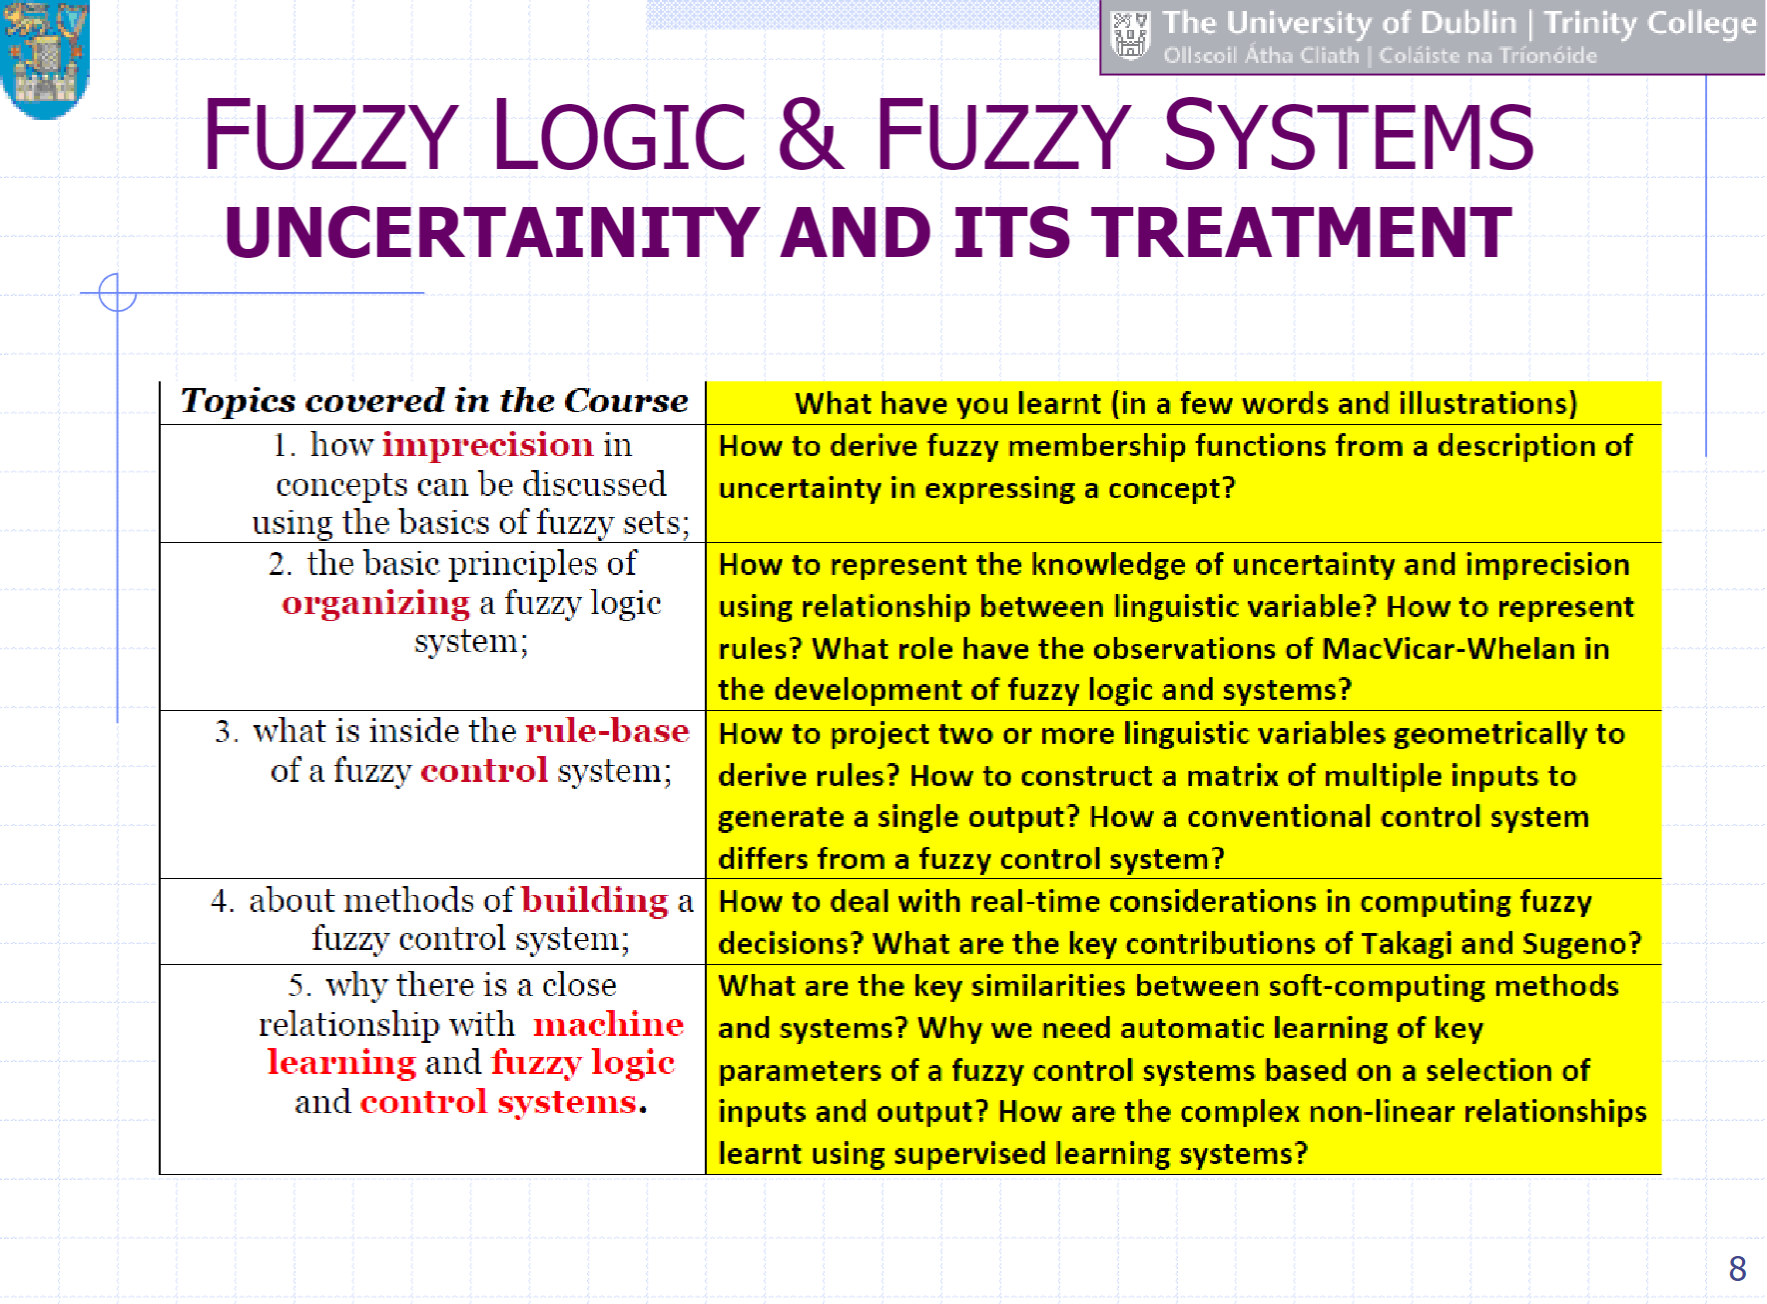 The University of Dublin | Trinity College
Ollscoil Átha Cliath | Coláiste na Tríonóide
FUZZY LOGIC & FUZZY SYSTEMS
UNCERTAINITY AND ITS TREATMENT
Topics covered in the Course
What have you learnt (in a few words and illustrations)
1. how imprecision in
concepts can be discussed
using the basics of fuzzy sets;
How to derive fuzzy membership functions from a description of
uncertainty in expressing a concept?
2. the basic principles of
organizing a fuzzy logic
system;
How to represent the knowledge of uncertainty and imprecision
using relationship between linguistic variable? How to represent
rules? What role have the observations of MacVicar-Whelan in
the development of fuzzy logic and systems?
3. what is inside the rule-base
of a fuzzy control system;
How to project two or more linguistic variables geometrically to
derive rules? How to construct a matrix of multiple inputs to
generate a single output? How a conventional control system
differs from a fuzzy control system?
4. about methods of building a
fuzzy control system;
How to deal with real-time considerations in computing fuzzy
decisions? What are the key contributions of Takagi and Sugeno?
5. why there is a close
relationship with machine
learning and fuzzy logic
and control systems.
What are the key similarities between soft-computing methods
and systems? Why we need automatic learning of key
parameters of a fuzzy control systems based on a selection of
inputs and output? How are the complex non-linear relationships
learnt using supervised learning systems?
8